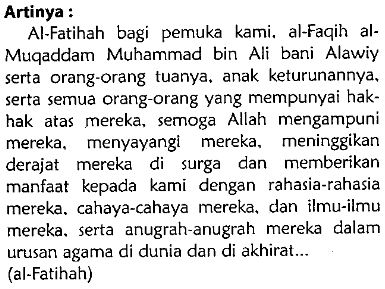 Artinya :
Al-Fatihah bagi pemuka kami, al-Faqih al-
Muqaddam Muhammad bin Ali bani Alawiy
serta orang-orang tuanya, anak keturunannya,
serta semua orang-orang yang mempunyai hak-
hak atas mereka, semoga Allah mengampuni
mereka, menyayangi mereka, meninggikan
derajat mereka di surga dan memberikan
manfaat kepada kami dengan rahasia-rahasia
mereka, cahaya-cahaya mereka, dan ilmu-ilmu
mereka, serta anugrah-anugrah mereka dalam
urusan agama di dunia dan di akhirat...
(al-Fatihah)